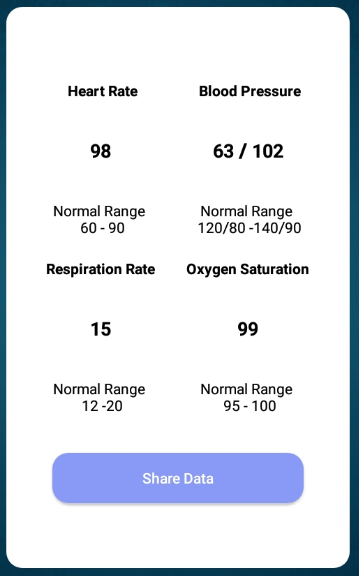 Heart Rate
Blood Pressure
98
63 / 102
Normal Range
60 - 90
Normal Range
120/80 -140/90
Respiration Rate
Oxygen Saturation
15
99
Normal Range
12 -20
Normal Range
95 - 100
Share Data